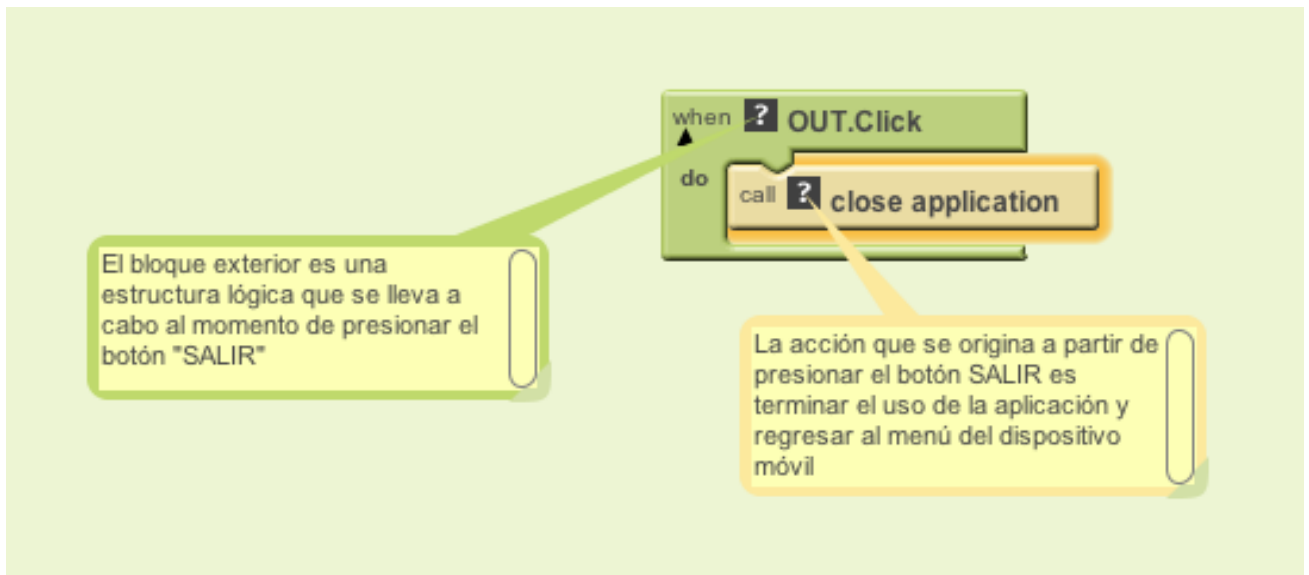 when ? OUT.Click
do
call ? close application
El bloque exterior es una
estructura lógica que se lleva a
cabo al momento de presionar el
botón "SALIR"
La acción que se origina a partir de
presionar el botón SALIR es
terminar el uso de la aplicación y
regresar al menú del dispositivo
móvil